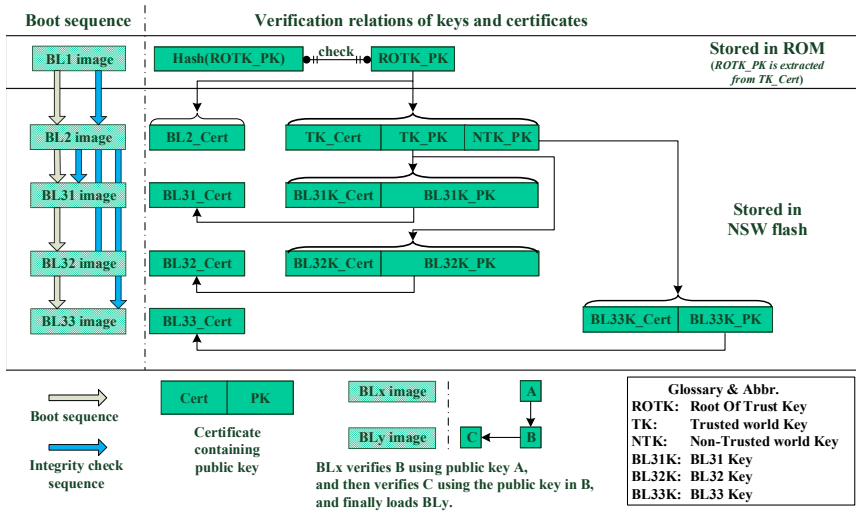 Boot sequence
Verification relations of keys and certificates
BL1 image
Hash(ROTK_PK)
check
ROTK_PK
Stored in ROM
(ROTK_PK is extracted
from TK_Cert)
BL2 image
BL2_Cert
TK_Cert
TK_PK
NTK_PK
BL31 image
BL31_Cert
BL31K_Cert
BL31K_PK
Stored in
NSW flash
BL32 image
BL32_Cert
BL32K_Cert
BL32K_PK
BL33 image
BL33_Cert
BL33K_Cert
BL33K_PK
Boot sequence
Integrity check
sequence
Cert
PK
Certificate
containing
public key
BLx image
A
BLy image
C
B
BLx verifies B using public key A,
and then verifies C using the public key in B,
and finally loads BLy.
Glossary & Abbr.
ROTK: Root Of Trust Key
TK: Trusted world Key
NTK: Non-Trusted world Key
BL31K: BL31 Key
BL32K: BL32 Key
BL33K: BL33 Key